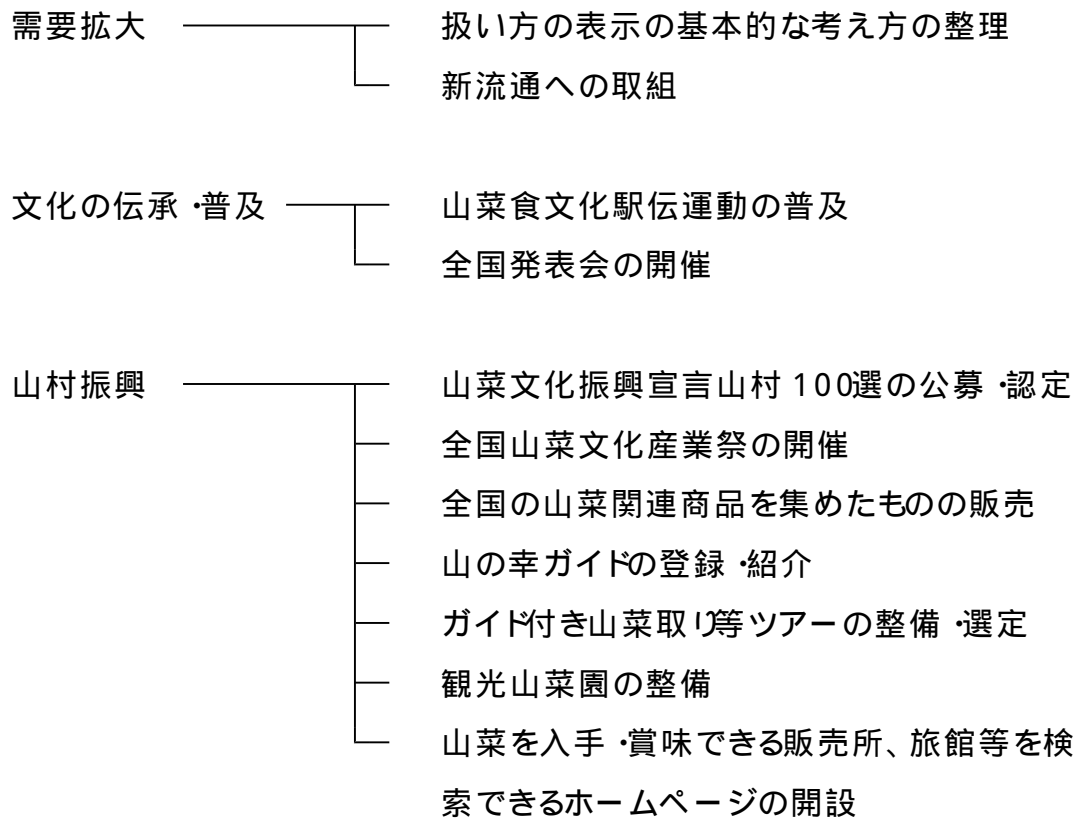 需要拡大 扱い方の表示の基本的な考え方の整理
新流通への取組
文化の伝承・普及 山菜食文化駅伝運動の普及
全国発表会の開催
山村振興 山菜文化振興宣言山村100選の公募・認定
全国山菜文化産業祭の開催
全国の山菜関連商品を集めたものの販売
山の幸ガイドの登録・紹介
ガイド付き山菜取り等ツアーの整備・選定
観光山菜園の整備
山菜を入手・賞味できる販売所、旅館等を検
索できるホームページの開設